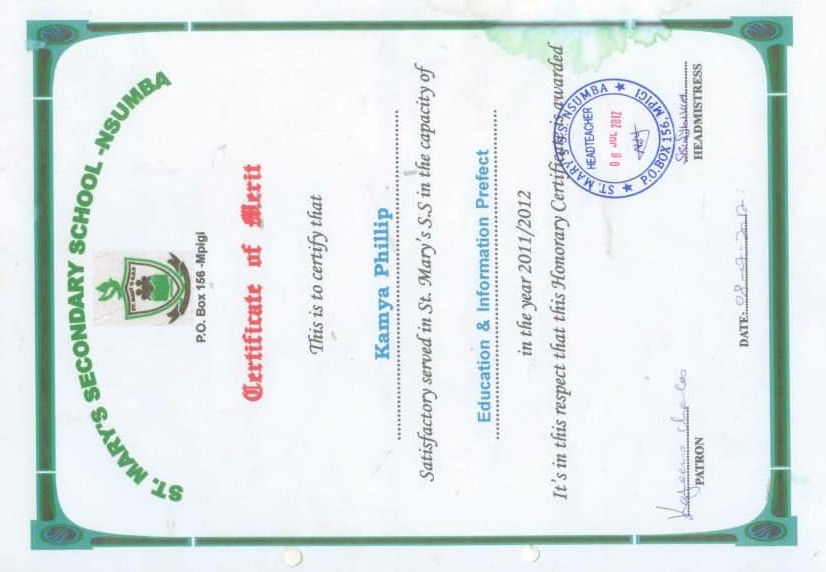 ST. MARY'S SECONDARY SCHOOL -NSUMBA
P.O. Box 156 -Mpigi
Certificate of Merit
This is to certify that
Kamya Phillip
Satisfactory served in St. Mary's S.S in the capacity of
Education & Information Prefect
in the year 2011/2012
It's in this respect that this Honorary Certificate is awarded
ST. MARY'S S.S. NSUMBA
HEADTEACHER
09 JUL 2012
P.O.BOX 156, MPIGI
PATRON
HEADMISTRESS
DATE: 08-07-2012